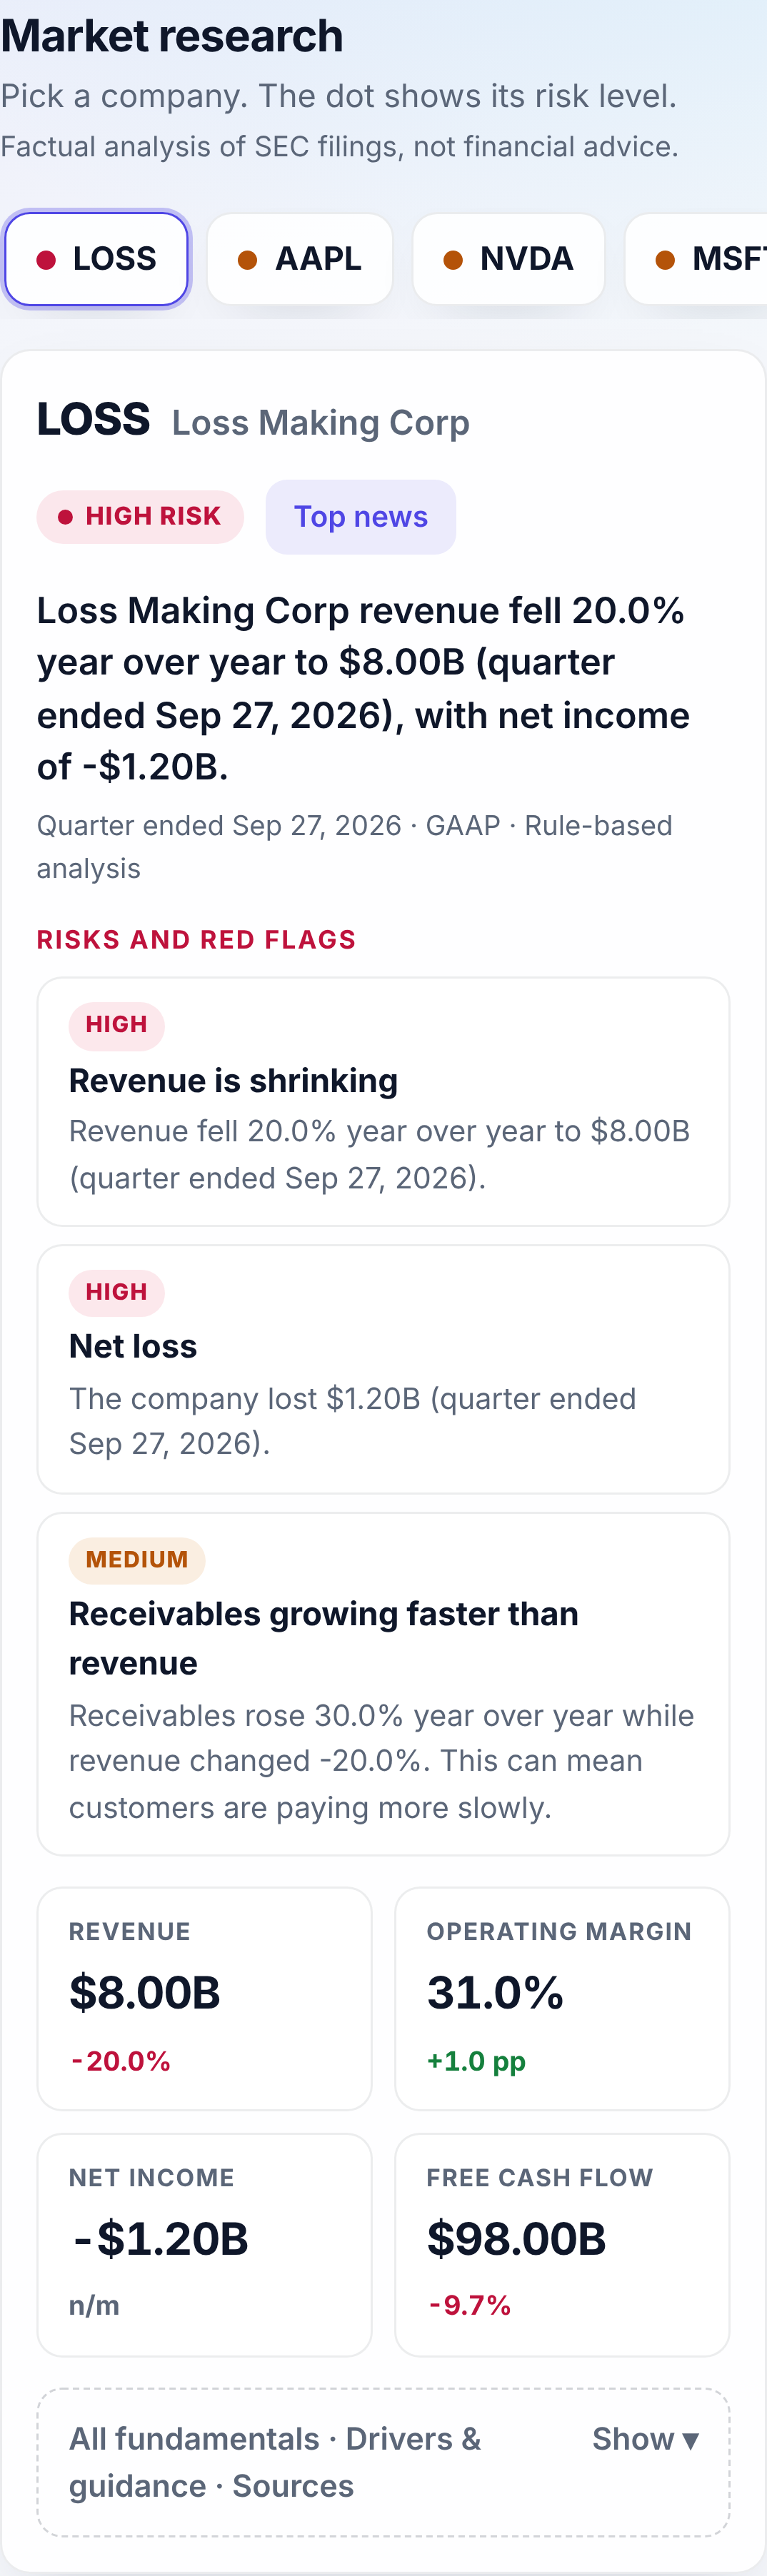 Market research
Pick a company. The dot shows its risk level.
Factual analysis of SEC filings, not financial advice.
LOSS AAPL NVDA MSFT
LOSS Loss Making Corp
HIGH RISK Top news
Loss Making Corp revenue fell 20.0%
year over year to $8.00B (quarter
ended Sep 27, 2026), with net income
of -$1.20B.
Quarter ended Sep 27, 2026 · GAAP · Rule-based
analysis
RISKS AND RED FLAGS
HIGH
Revenue is shrinking
Revenue fell 20.0% year over year to $8.00B
(quarter ended Sep 27, 2026).
HIGH
Net loss
The company lost $1.20B (quarter ended
Sep 27, 2026).
MEDIUM
Receivables growing faster than
revenue
Receivables rose 30.0% year over year while
revenue changed -20.0%. This can mean
customers are paying more slowly.
REVENUE
$8.00B
-20.0%
OPERATING MARGIN
31.0%
+1.0 pp
NET INCOME
-$1.20B
n/m
FREE CASH FLOW
$98.00B
-9.7%
All fundamentals · Drivers & Show ▾
guidance · Sources